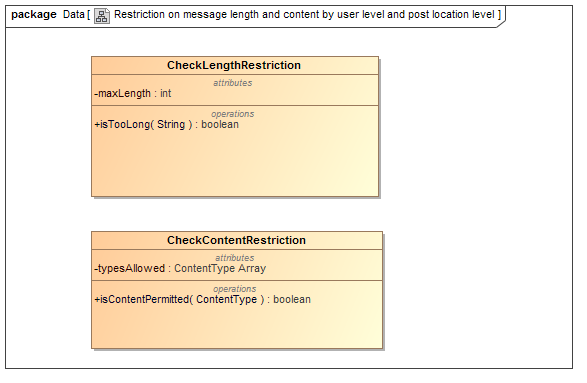 package Data [ Restriction on message length and content by user level and post location level ]
CheckLengthRestriction
attributes
-maxLength : int
operations
+isTooLong( String ) : boolean
CheckContentRestriction
attributes
-typesAllowed : ContentType Array
operations
+isContentPermitted( ContentType ) : boolean